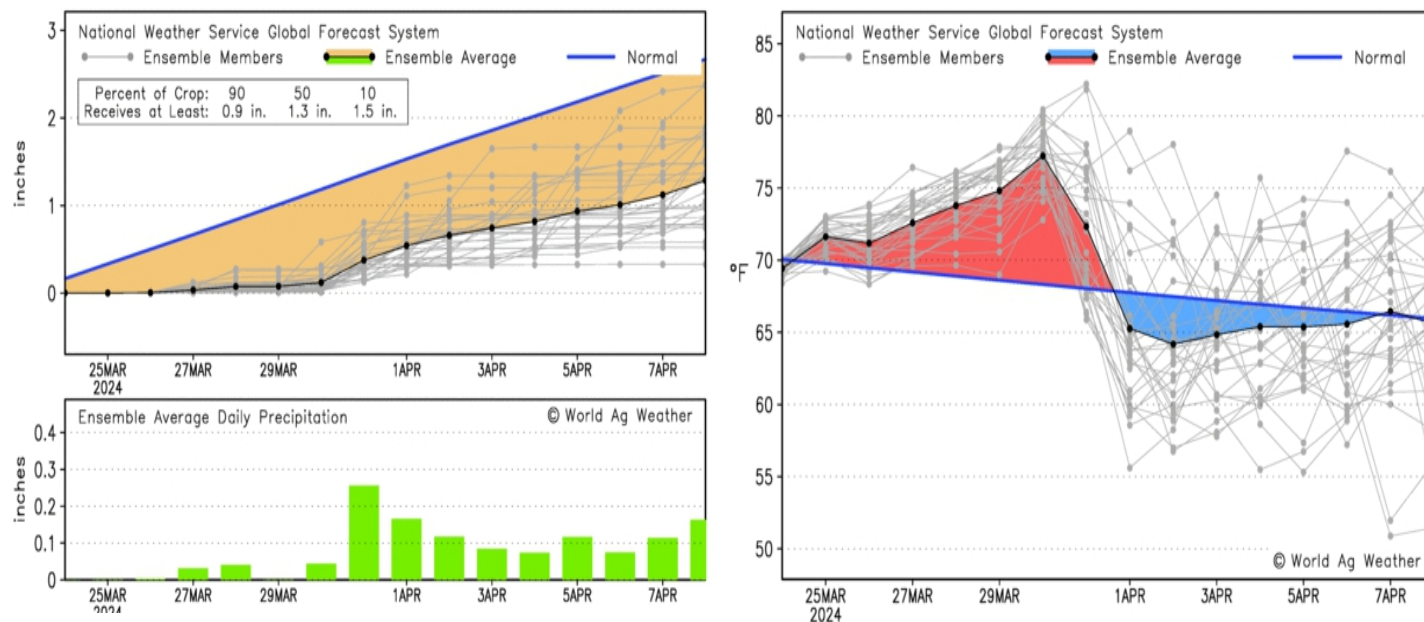 National Weather Service Global Forecast System
Ensemble Members Ensemble Average Normal
Percent of Crop: 90 50 10
Receives at Least: 0.9 in. 1.3 in. 1.5 in.
3
2
1
0
inches
25MAR 27MAR 29MAR 1APR 3APR 5APR 7APR
2024
Ensemble Average Daily Precipitation © World Ag Weather
0.4
0.3
0.2
0.1
0
inches
25MAR 27MAR 29MAR 1APR 3APR 5APR 7APR
2024
National Weather Service Global Forecast System
Ensemble Members Ensemble Average Normal
85
80
75
70
65
60
55
50
°F
© World Ag Weather
25MAR 27MAR 29MAR 1APR 3APR 5APR 7APR
2024